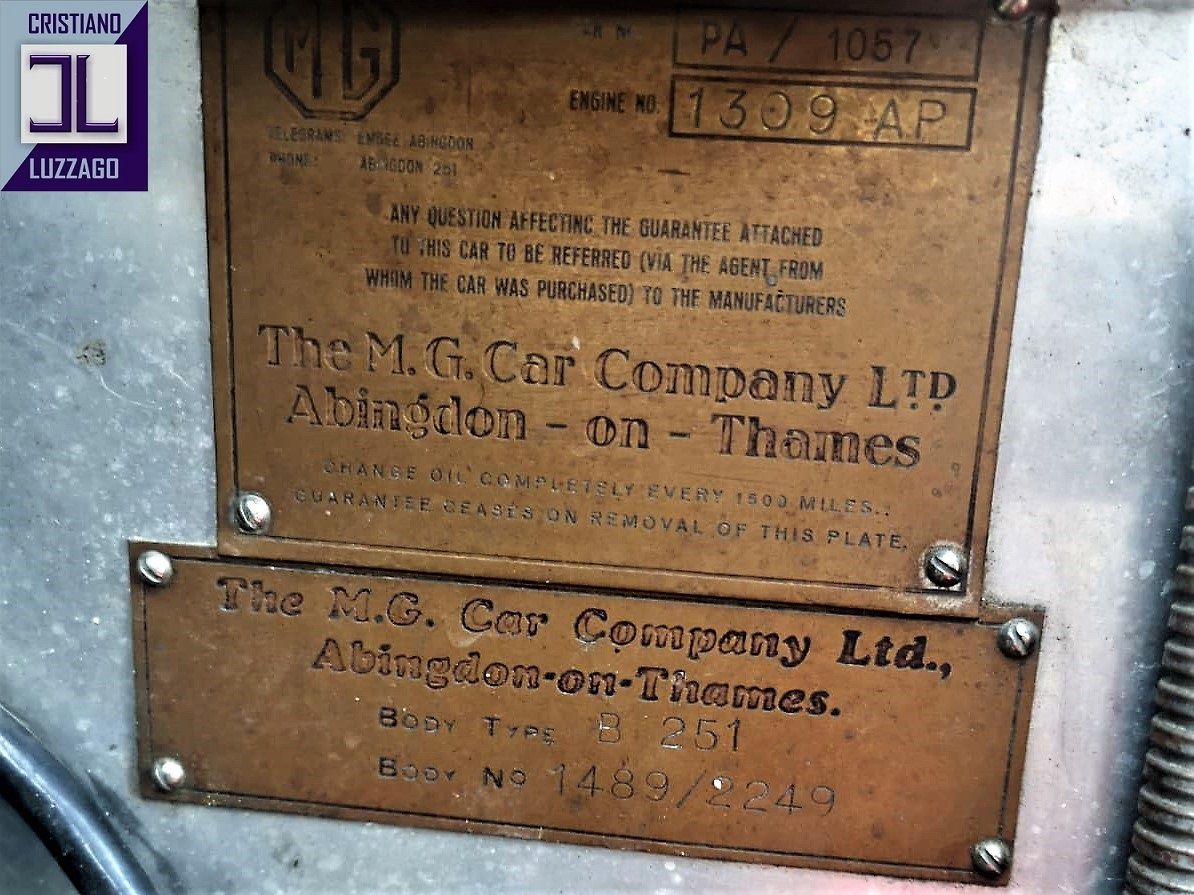 CRISTIANO
LUZZAGO
MG
PA / 1057
ENGINE NO. 1309 AP
TELEGRAMS: EMGEE ABINGDON
PHONE: ABINGDON 251
ANY QUESTION AFFECTING THE GUARANTEE ATTACHED
TO THIS CAR TO BE REFERRED (VIA THE AGENT FROM
WHOM THE CAR WAS PURCHASED) TO THE MANUFACTURERS
The M.G. Car Company LTD
Abingdon - on - Thames
CHANGE OIL COMPLETELY EVERY 1500 MILES.
GUARANTEE CEASES ON REMOVAL OF THIS PLATE.
The M.G. Car Company Ltd.,
Abingdon-on-Thames.
BODY TYPE B 251
BODY NO 1489/2249